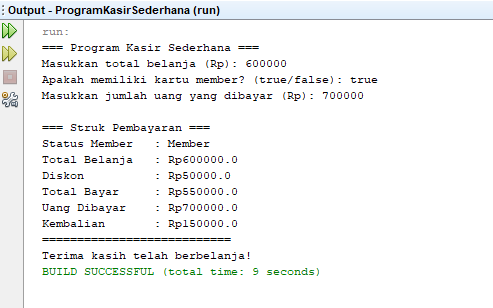 Output - ProgramKasirSederhana (run)
run:
=== Program Kasir Sederhana ===
Masukkan total belanja (Rp): 600000
Apakah memiliki kartu member? (true/false): true
Masukkan jumlah uang yang dibayar (Rp): 700000

=== Struk Pembayaran ===
Status Member   : Member
Total Belanja   : Rp600000.0
Diskon          : Rp50000.0
Total Bayar     : Rp550000.0
Uang Dibayar    : Rp700000.0
Kembalian       : Rp150000.0
===========================
Terima kasih telah berbelanja!
BUILD SUCCESSFUL (total time: 9 seconds)